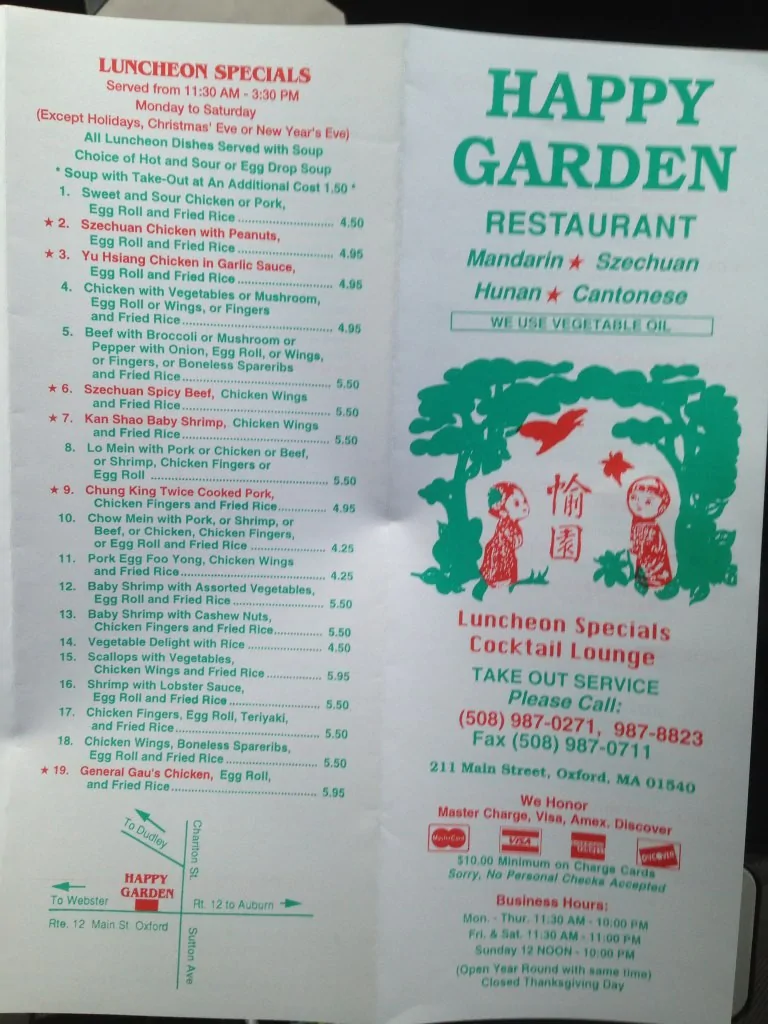 LUNCHEON SPECIALS
Served from 11:30 AM - 3:30 PM
Monday to Saturday
(Except Holidays, Christmas' Eve or New Year's Eve)
All Luncheon Dishes Served with Soup
Choice of Hot and Sour or Egg Drop Soup
* Soup with Take-Out at An Additional Cost 1.50 *
1. Sweet and Sour Chicken or Pork,
Egg Roll and Fried Rice ........................ 4.50
★ 2. Szechuan Chicken with Peanuts,
Egg Roll and Fried Rice ........................ 4.95
★ 3. Yu Hsiang Chicken in Garlic Sauce,
Egg Roll and Fried Rice ........................ 4.95
4. Chicken with Vegetables or Mushroom,
Egg Roll or Wings, or Fingers
and Fried Rice ........................ 4.95
5. Beef with Broccoli or Mushroom or
Pepper with Onion, Egg Roll, or Wings,
or Fingers, or Boneless Spareribs
and Fried Rice ........................ 5.50
★ 6. Szechuan Spicy Beef, Chicken Wings
and Fried Rice ........................ 5.50
★ 7. Kan Shao Baby Shrimp, Chicken Wings
and Fried Rice ........................ 5.50
8. Lo Mein with Pork or Chicken or Beef,
or Shrimp, Chicken Fingers or
Egg Roll ........................ 5.50
★ 9. Chung King Twice Cooked Pork,
Chicken Fingers and Fried Rice ............ 4.95
10. Chow Mein with Pork, or Shrimp, or
Beef, or Chicken, Chicken Fingers,
or Egg Roll and Fried Rice .................. 4.25
11. Pork Egg Foo Yong, Chicken Wings
and Fried Rice ........................ 4.25
12. Baby Shrimp with Assorted Vegetables,
Egg Roll and Fried Rice ........................ 5.50
13. Baby Shrimp with Cashew Nuts,
Chicken Fingers and Fried Rice ............ 5.50
14. Vegetable Delight with Rice .................. 4.50
15. Scallops with Vegetables,
Chicken Wings and Fried Rice ............ 5.95
16. Shrimp with Lobster Sauce,
Egg Roll and Fried Rice ........................ 5.50
17. Chicken Fingers, Egg Roll, Teriyaki,
and Fried Rice ........................ 5.50
18. Chicken Wings, Boneless Spareribs,
Egg Roll and Fried Rice ........................ 5.50
★ 19. General Gau's Chicken, Egg Roll,
and Fried Rice ........................ 5.95
To Dudley
Charlton St.
HAPPY
GARDEN
To Webster
Rt. 12 to Auburn
Rte. 12 Main St. Oxford
Sutton Ave
HAPPY
GARDEN
RESTAURANT
Mandarin ★ Szechuan
Hunan ★ Cantonese
WE USE VEGETABLE OIL
愉
園
Luncheon Specials
Cocktail Lounge
TAKE OUT SERVICE
Please Call:
(508) 987-0271, 987-8823
Fax (508) 987-0711
211 Main Street, Oxford, MA 01540
We Honor
Master Charge, Visa, Amex, Discover
MasterCard
VISA
DISCOVER
$10.00 Minimum on Charge Cards
Sorry, No Personal Checks Accepted
Business Hours:
Mon. - Thur. 11:30 AM - 10:00 PM
Fri. & Sat. 11:30 AM - 11:00 PM
Sunday 12 NOON - 10:00 PM
(Open Year Round with same time)
Closed Thanksgiving Day